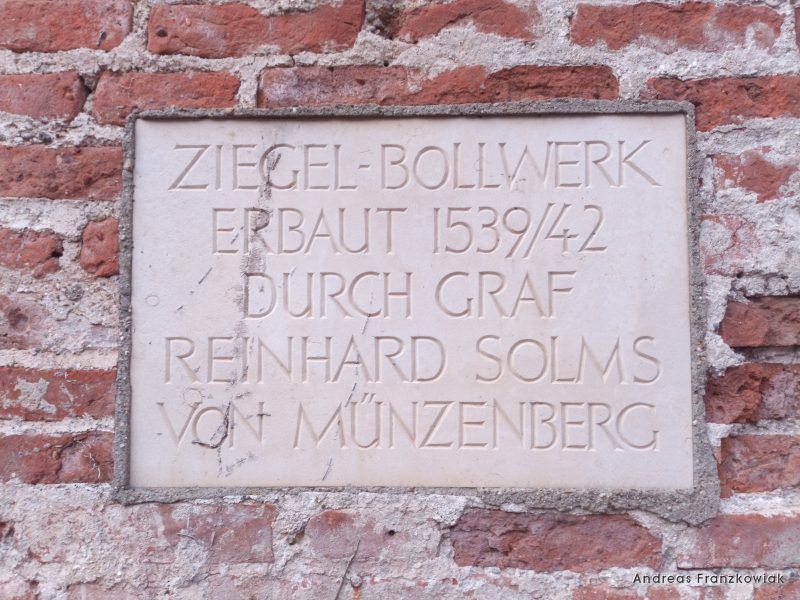 ZIEGEL-BOLLWERK
ERBAUT 1539/42
DURCH GRAF
REINHARD SOLMS
VON MÜNZENBERG
Andreas Franzkowiak